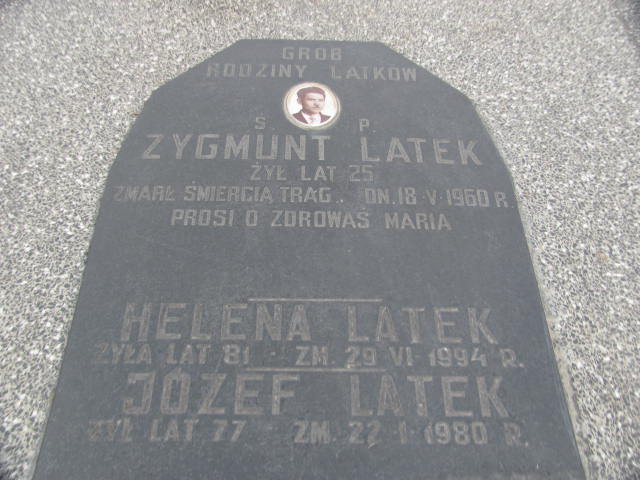 GRÓB
RODZINY LATKÓW
Ś. P.
ZYGMUNT LATEK
ŻYŁ LAT 25
ZMARŁ ŚMIERCIĄ TRAG. DN. 18·V·1960 R.
PROSI O ZDROWAŚ MARIA
HELENA LATEK
ŻYŁA LAT 81 ZM. 29 VI·1994 R.
JÓZEF LATEK
ŻYŁ LAT 77 ZM. 22·I·1980 R.